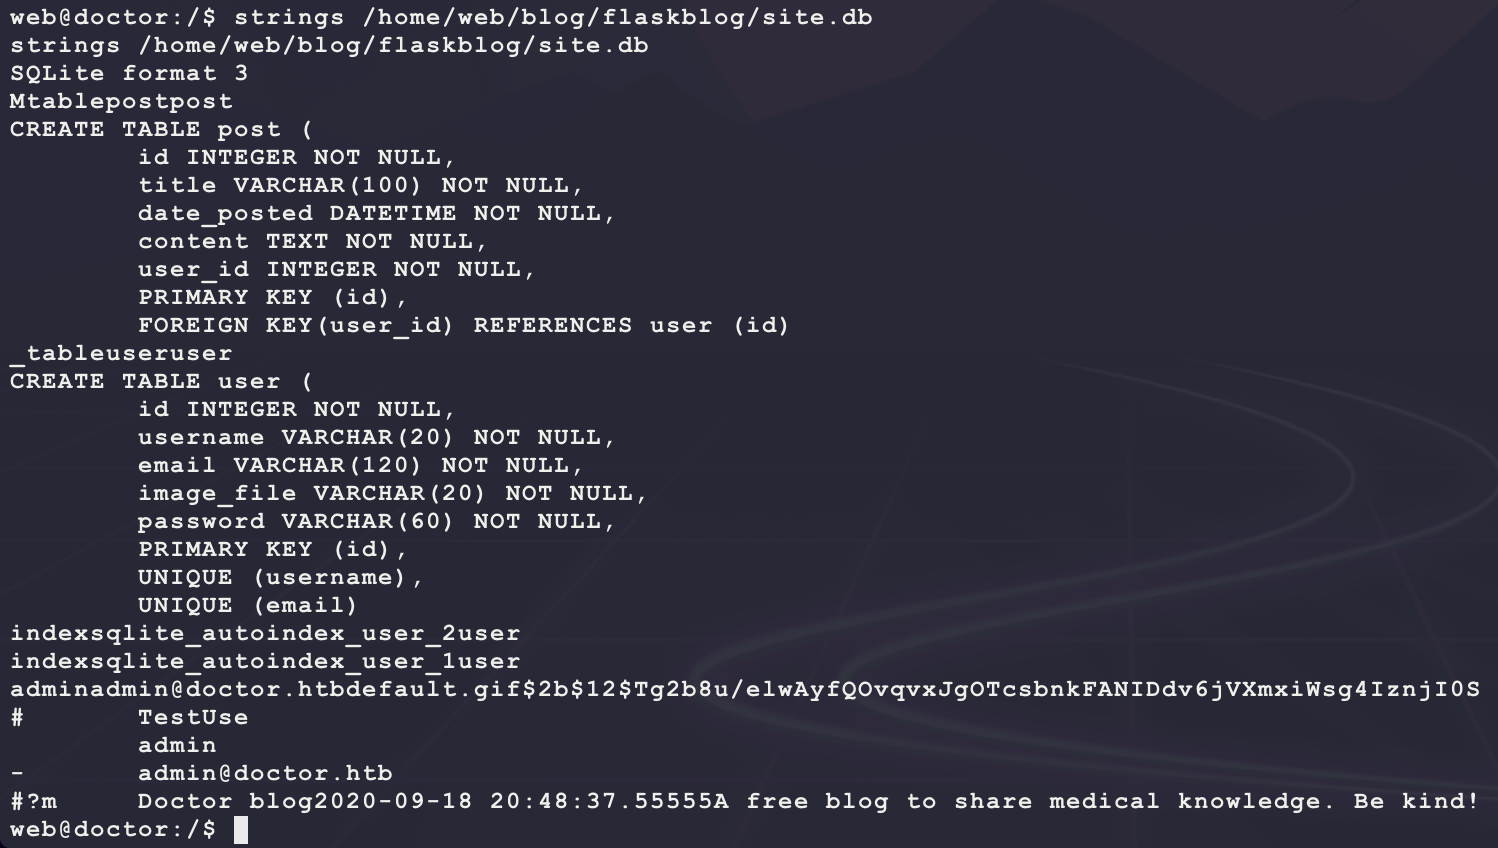 web@doctor:/$ strings /home/web/blog/flaskblog/site.db
strings /home/web/blog/flaskblog/site.db
SQLite format 3
Mtablepostpost
CREATE TABLE post (
        id INTEGER NOT NULL,
        title VARCHAR(100) NOT NULL,
        date_posted DATETIME NOT NULL,
        content TEXT NOT NULL,
        user_id INTEGER NOT NULL,
        PRIMARY KEY (id),
        FOREIGN KEY(user_id) REFERENCES user (id)
_tableuseruser
CREATE TABLE user (
        id INTEGER NOT NULL,
        username VARCHAR(20) NOT NULL,
        email VARCHAR(120) NOT NULL,
        image_file VARCHAR(20) NOT NULL,
        password VARCHAR(60) NOT NULL,
        PRIMARY KEY (id),
        UNIQUE (username),
        UNIQUE (email)
indexsqlite_autoindex_user_2user
indexsqlite_autoindex_user_1user
adminadmin@doctor.htbdefault.gif$2b$12$Tg2b8u/elwAyfQOvqvxJgOTcsbnkFANIDdv6jVXmxiWsg4IznjI0S
#       TestUse
        admin
-       admin@doctor.htb
#?m     Doctor blog2020-09-18 20:48:37.55555A free blog to share medical knowledge. Be kind!
web@doctor:/$